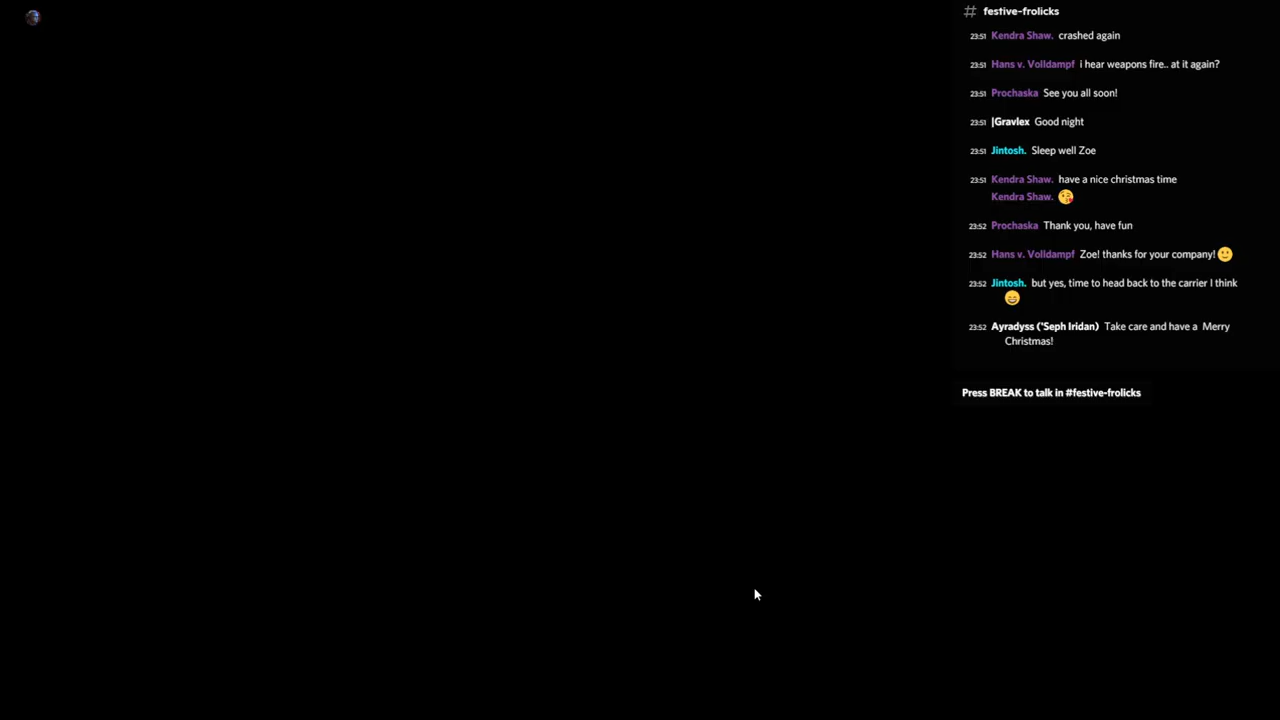 # festive-frolicks
23:51 Kendra Shaw. crashed again
23:51 Hans v. Volldampf i hear weapons fire.. at it again?
23:51 Prochaska See you all soon!
23:51 |Gravlex Good night
23:51 Jintosh. Sleep well Zoe
23:51 Kendra Shaw. have a nice christmas time
Kendra Shaw. 😘
23:52 Prochaska Thank you, have fun
23:52 Hans v. Volldampf Zoe! thanks for your company! 🙂
23:52 Jintosh. but yes, time to head back to the carrier I think
😄
23:52 Ayradyss ('Seph Iridan) Take care and have a Merry
Christmas!
Press BREAK to talk in #festive-frolicks